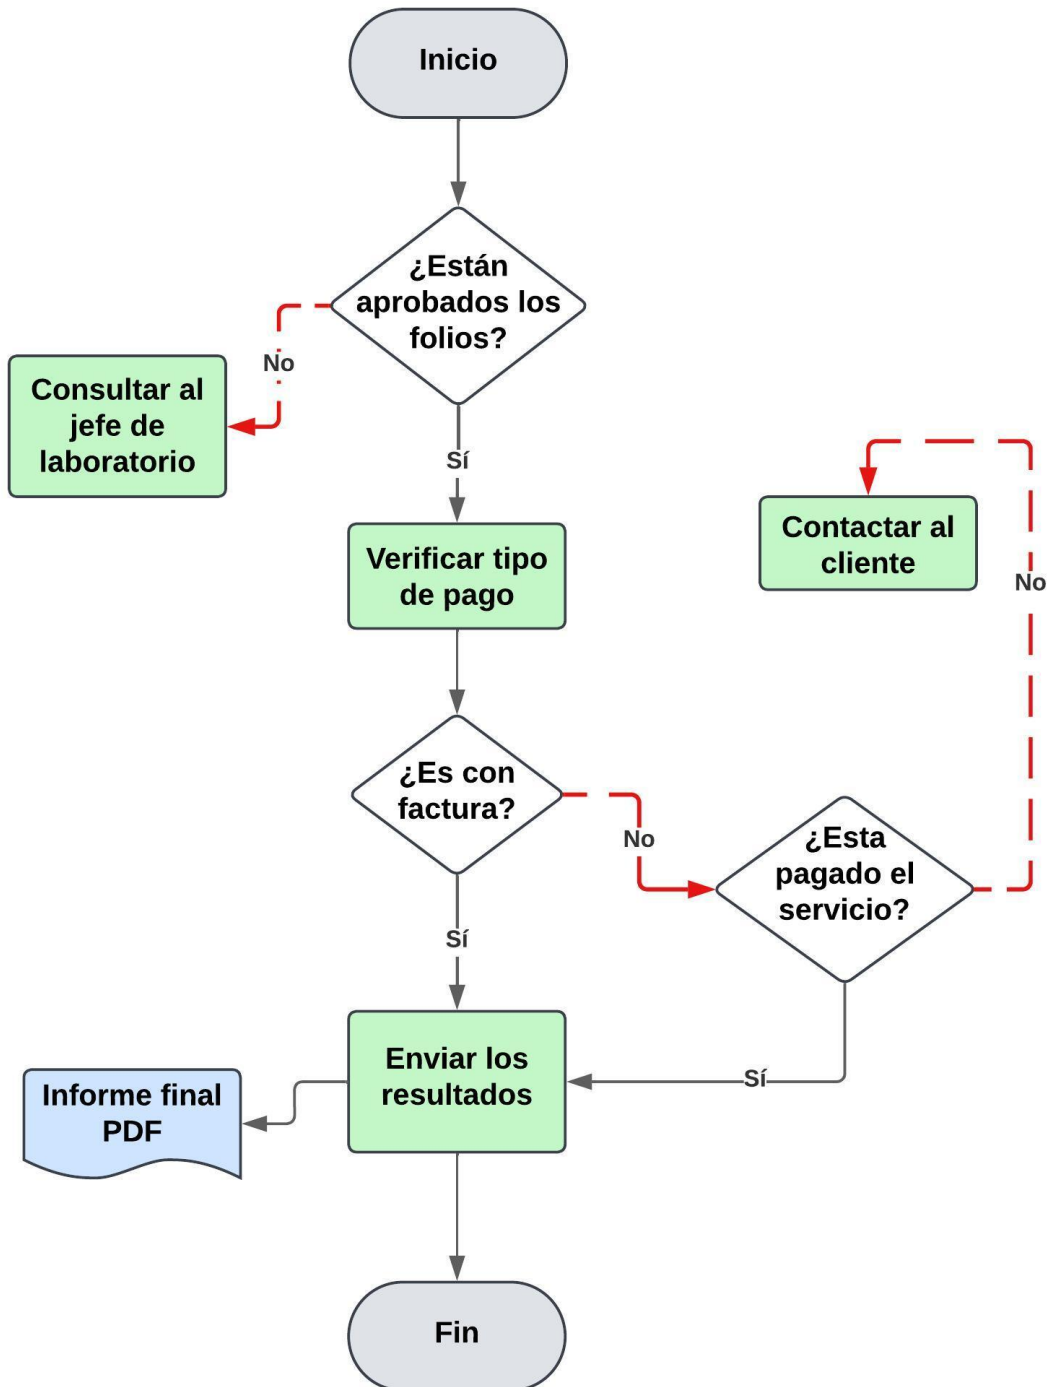 Inicio
¿Están
aprobados los
folios?
No
Consultar al
jefe de
laboratorio
Sí
Verificar tipo
de pago
Contactar al
cliente
No
¿Es con
factura?
No
¿Esta
pagado el
servicio?
Sí
Enviar los
resultados
Sí
Informe final
PDF
Fin